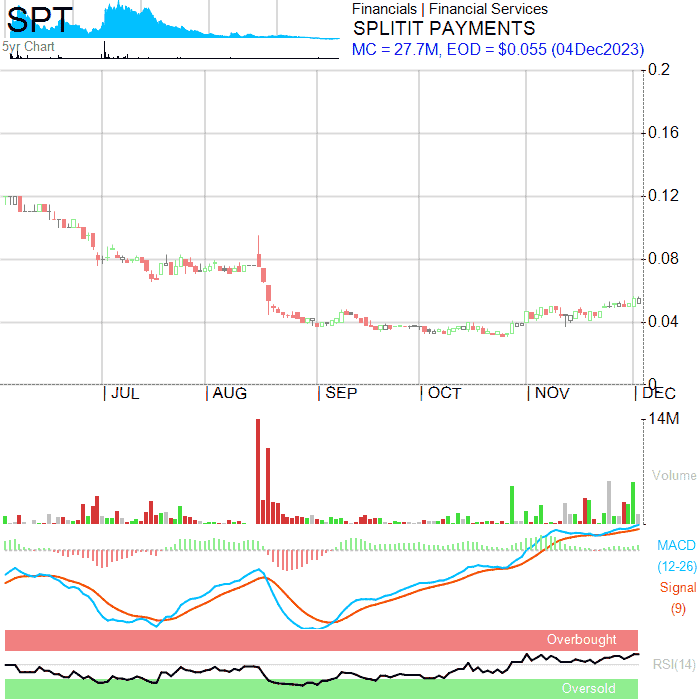 SPT
5yr Chart
Financials | Financial Services
SPLITIT PAYMENTS
MC = 27.7M, EOD = $0.055 (04Dec2023)
0.2
0.16
0.12
0.08
0.04
0
JUL AUG SEP OCT NOV DEC
14M
Volume
MACD
(12-26)
Signal
(9)
Overbought
RSI(14)
Oversold